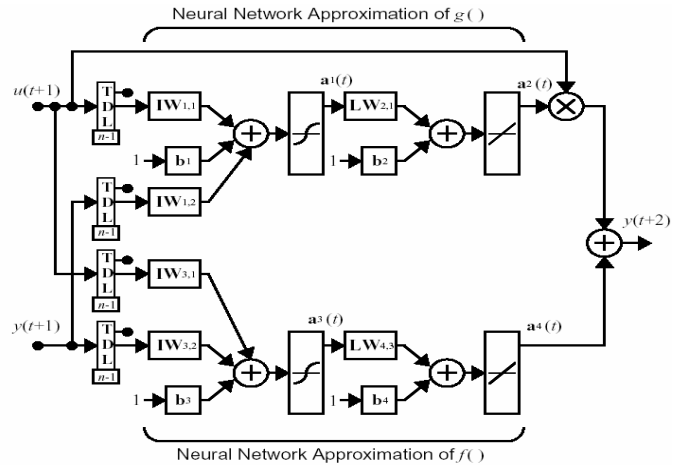 Neural Network Approximation of g( )
u(t+1)
T D L
n-1
IW1,1
1
b1
a1(t)
LW2,1
1
b2
a2(t)
T D L
n-1
IW1,2
y(t+2)
T D L
n-1
IW3,1
y(t+1)
T D L
n-1
IW3,2
1
b3
a3(t)
LW4,3
1
b4
a4(t)
Neural Network Approximation of f( )